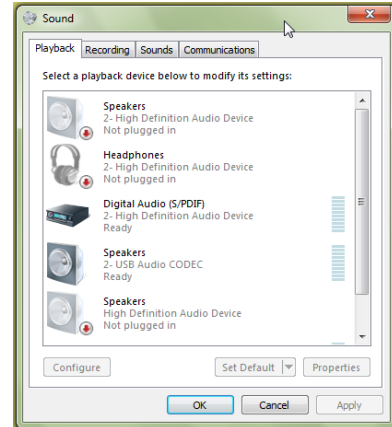 Sound
Playback Recording Sounds Communications
Select a playback device below to modify its settings:
Speakers
2- High Definition Audio Device
Not plugged in
Headphones
2- High Definition Audio Device
Not plugged in
Digital Audio (S/PDIF)
2- High Definition Audio Device
Ready
Speakers
2- USB Audio CODEC
Ready
Speakers
High Definition Audio Device
Not plugged in
Configure Set Default Properties
OK Cancel Apply